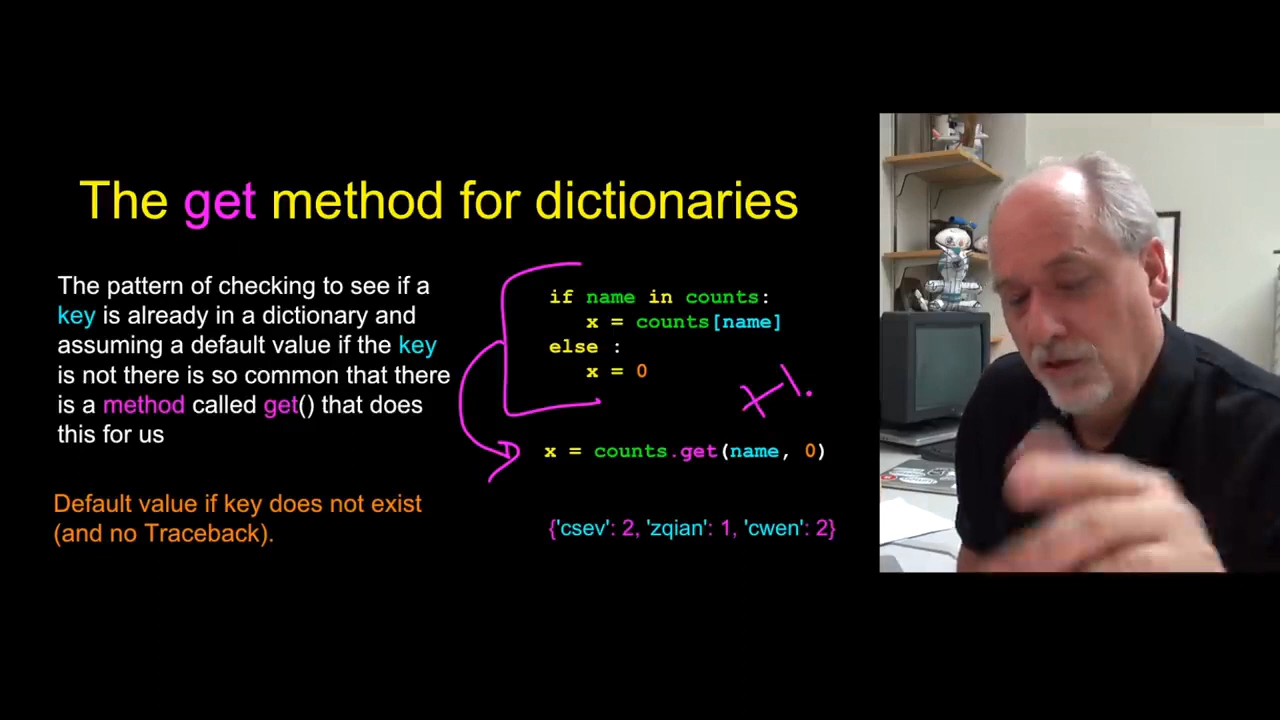 The get method for dictionaries
The pattern of checking to see if a
key is already in a dictionary and
assuming a default value if the key
is not there is so common that there
is a method called get() that does
this for us
Default value if key does not exist
(and no Traceback).
if name in counts:
x = counts[name]
else :
x = 0
x = counts.get(name, 0)
{'csev': 2, 'zqian': 1, 'cwen': 2}